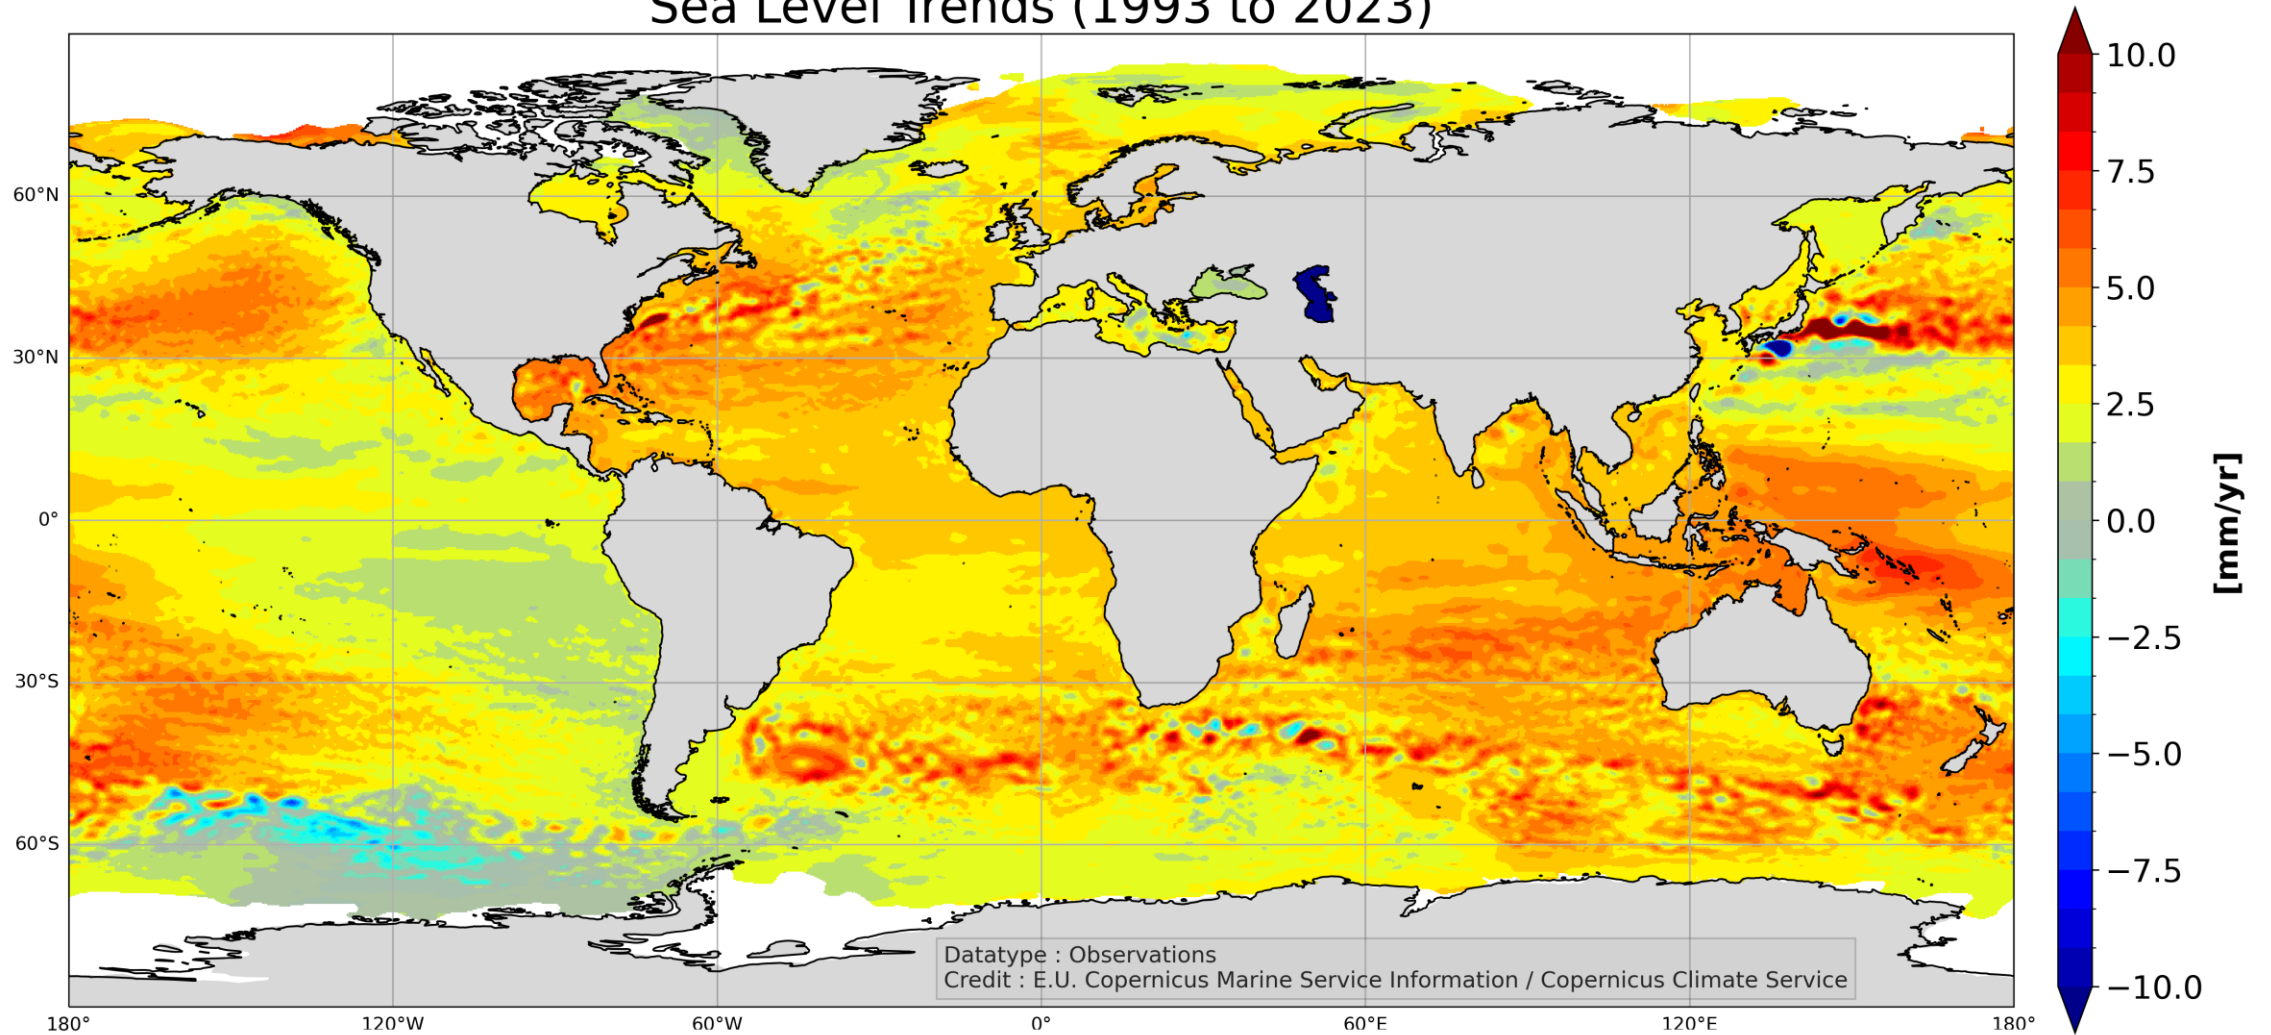 Sea Level Trends (1993 to 2023)
10.0
7.5
5.0
2.5
0.0
−2.5
−5.0
−7.5
−10.0
[mm/yr]
60°N
30°N
0°
30°S
60°S
Datatype : Observations
Credit : E.U. Copernicus Marine Service Information / Copernicus Climate Service
180° 120°W 60°W 0° 60°E 120°E 180°